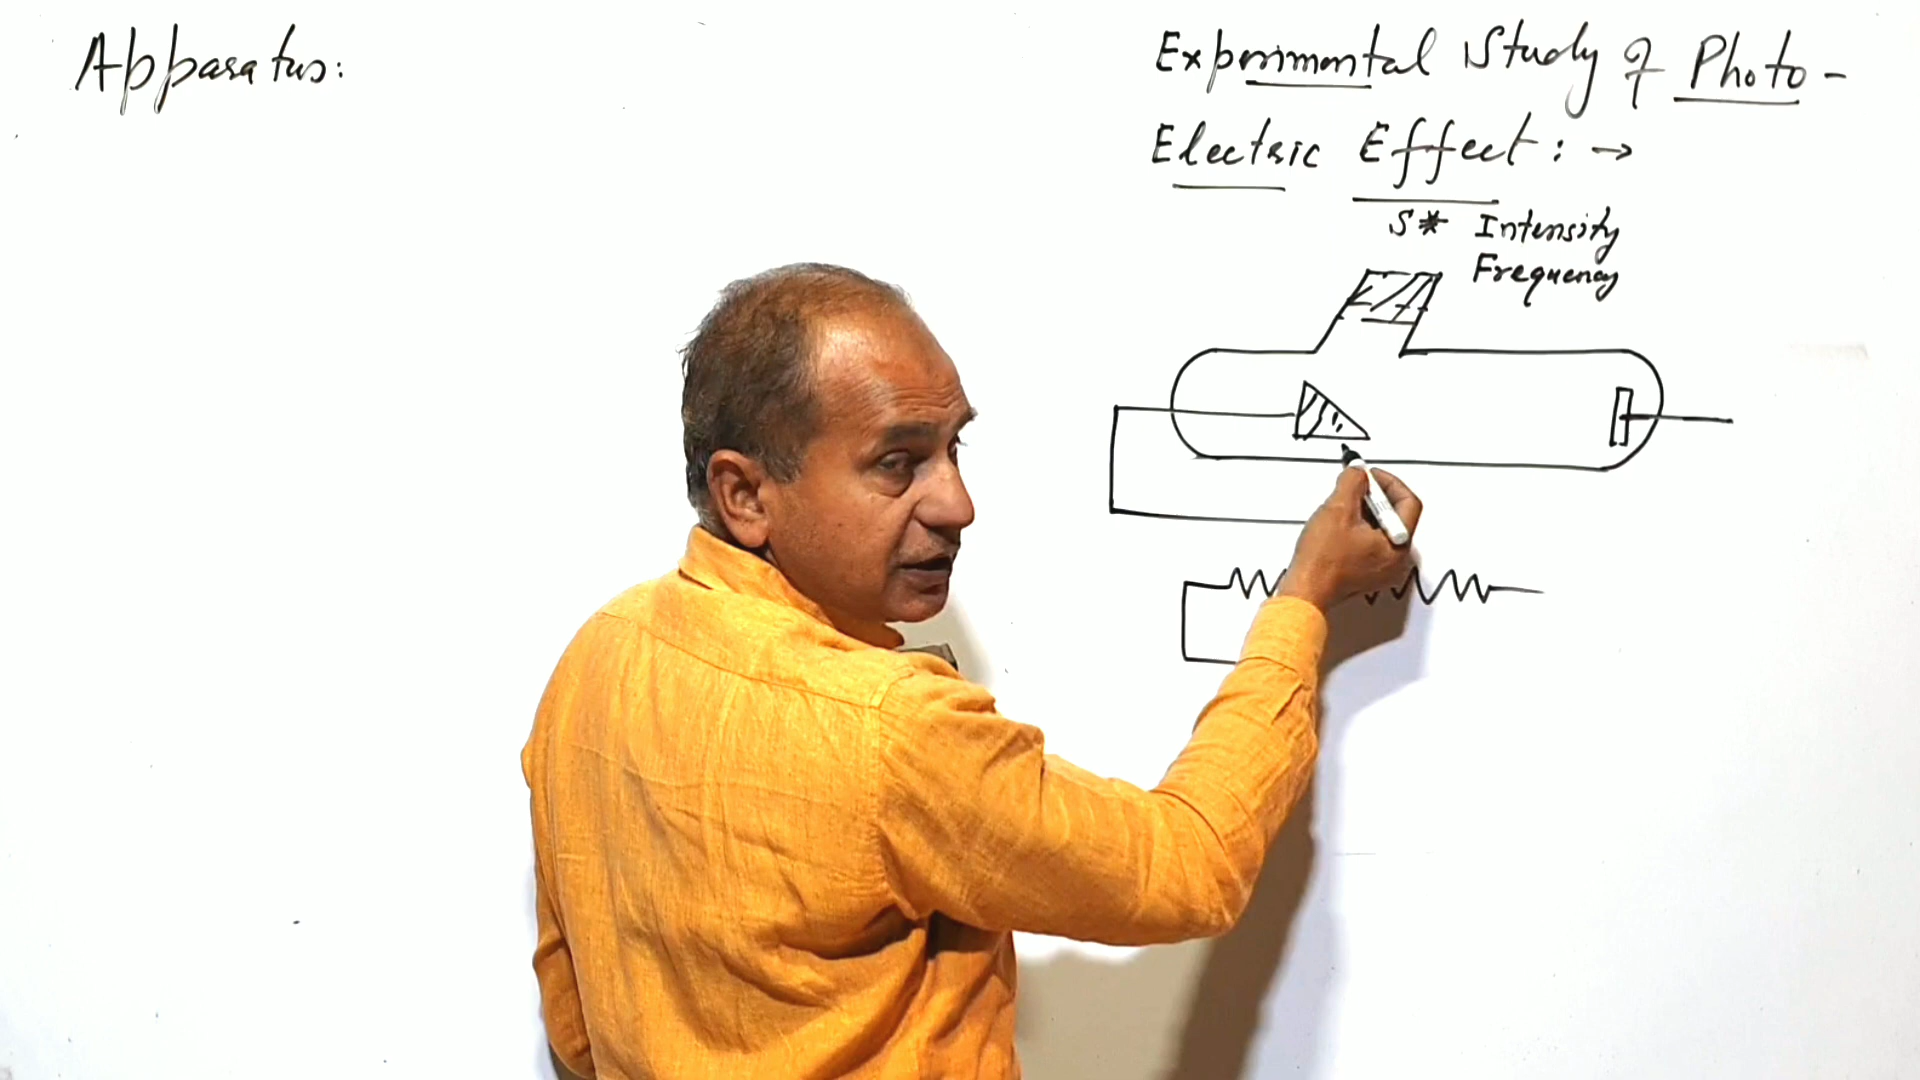 Apparatus:
Experimental Study of Photo-
Electric Effect: →
S* Intensity
Frequency